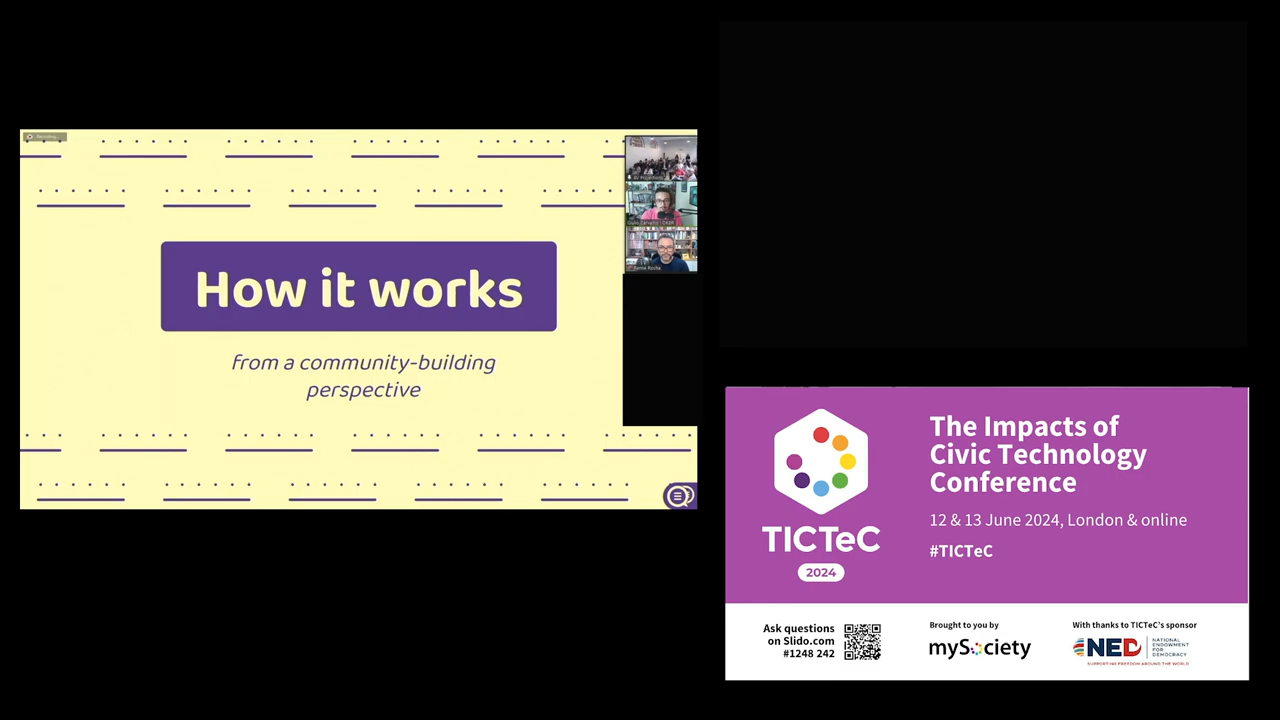 Recording...
How it works
from a community-building
perspective
The Impacts of
Civic Technology
Conference
12 & 13 June 2024, London & online
#TICTeC
TICTeC
2024
Ask questions
on Slido.com
#1248 242
Brought to you by
mySociety
With thanks to TICTeC's sponsor
NED
NATIONAL
ENDOWMENT
FOR
DEMOCRACY
SUPPORTING FREEDOM AROUND THE WORLD